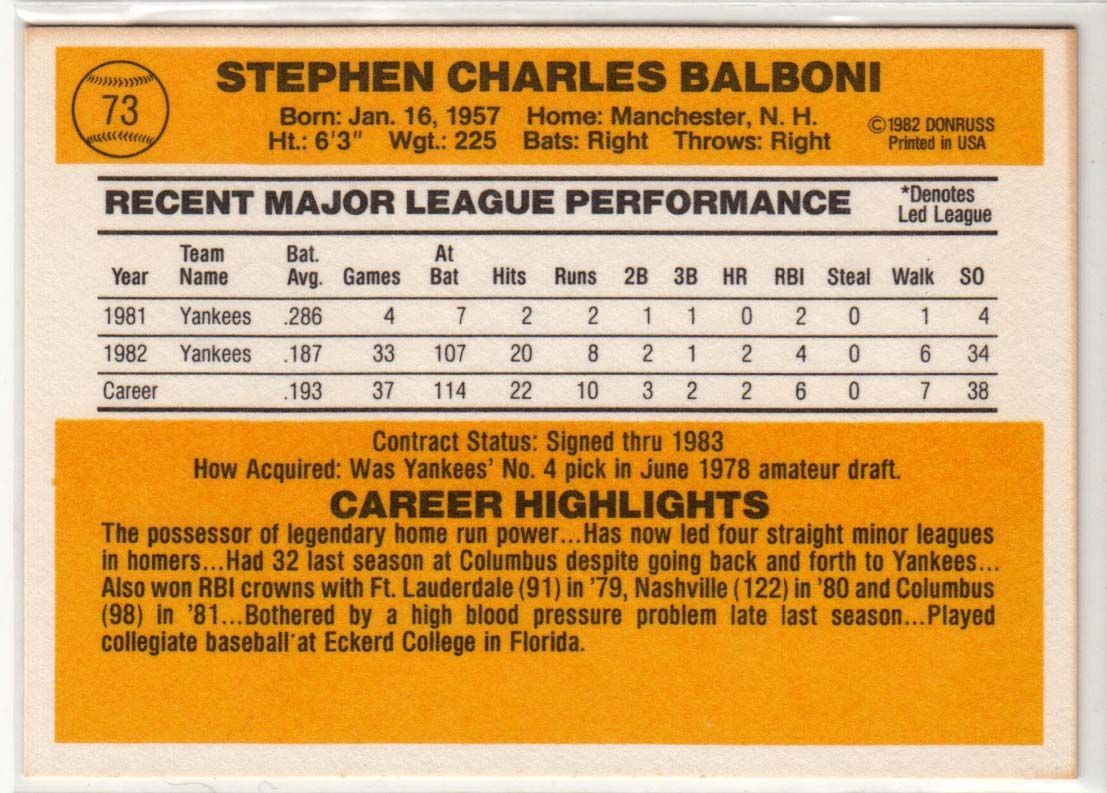 73
STEPHEN CHARLES BALBONI
Born: Jan. 16, 1957 Home: Manchester, N. H.
Ht.: 6'3" Wgt.: 225 Bats: Right Throws: Right
©1982 DONRUSS
Printed in USA
RECENT MAJOR LEAGUE PERFORMANCE
*Denotes
Led League
Year Team Name Bat. Avg. Games At Bat Hits Runs 2B 3B HR RBI Steal Walk SO
1981 Yankees .286 4 7 2 2 1 1 0 2 0 1 4
1982 Yankees .187 33 107 20 8 2 1 2 4 0 6 34
Career .193 37 114 22 10 3 2 2 6 0 7 38
Contract Status: Signed thru 1983
How Acquired: Was Yankees' No. 4 pick in June 1978 amateur draft.
CAREER HIGHLIGHTS
The possessor of legendary home run power...Has now led four straight minor leagues
in homers...Had 32 last season at Columbus despite going back and forth to Yankees...
Also won RBI crowns with Ft. Lauderdale (91) in '79, Nashville (122) in '80 and Columbus
(98) in '81...Bothered by a high blood pressure problem late last season...Played
collegiate baseball at Eckerd College in Florida.